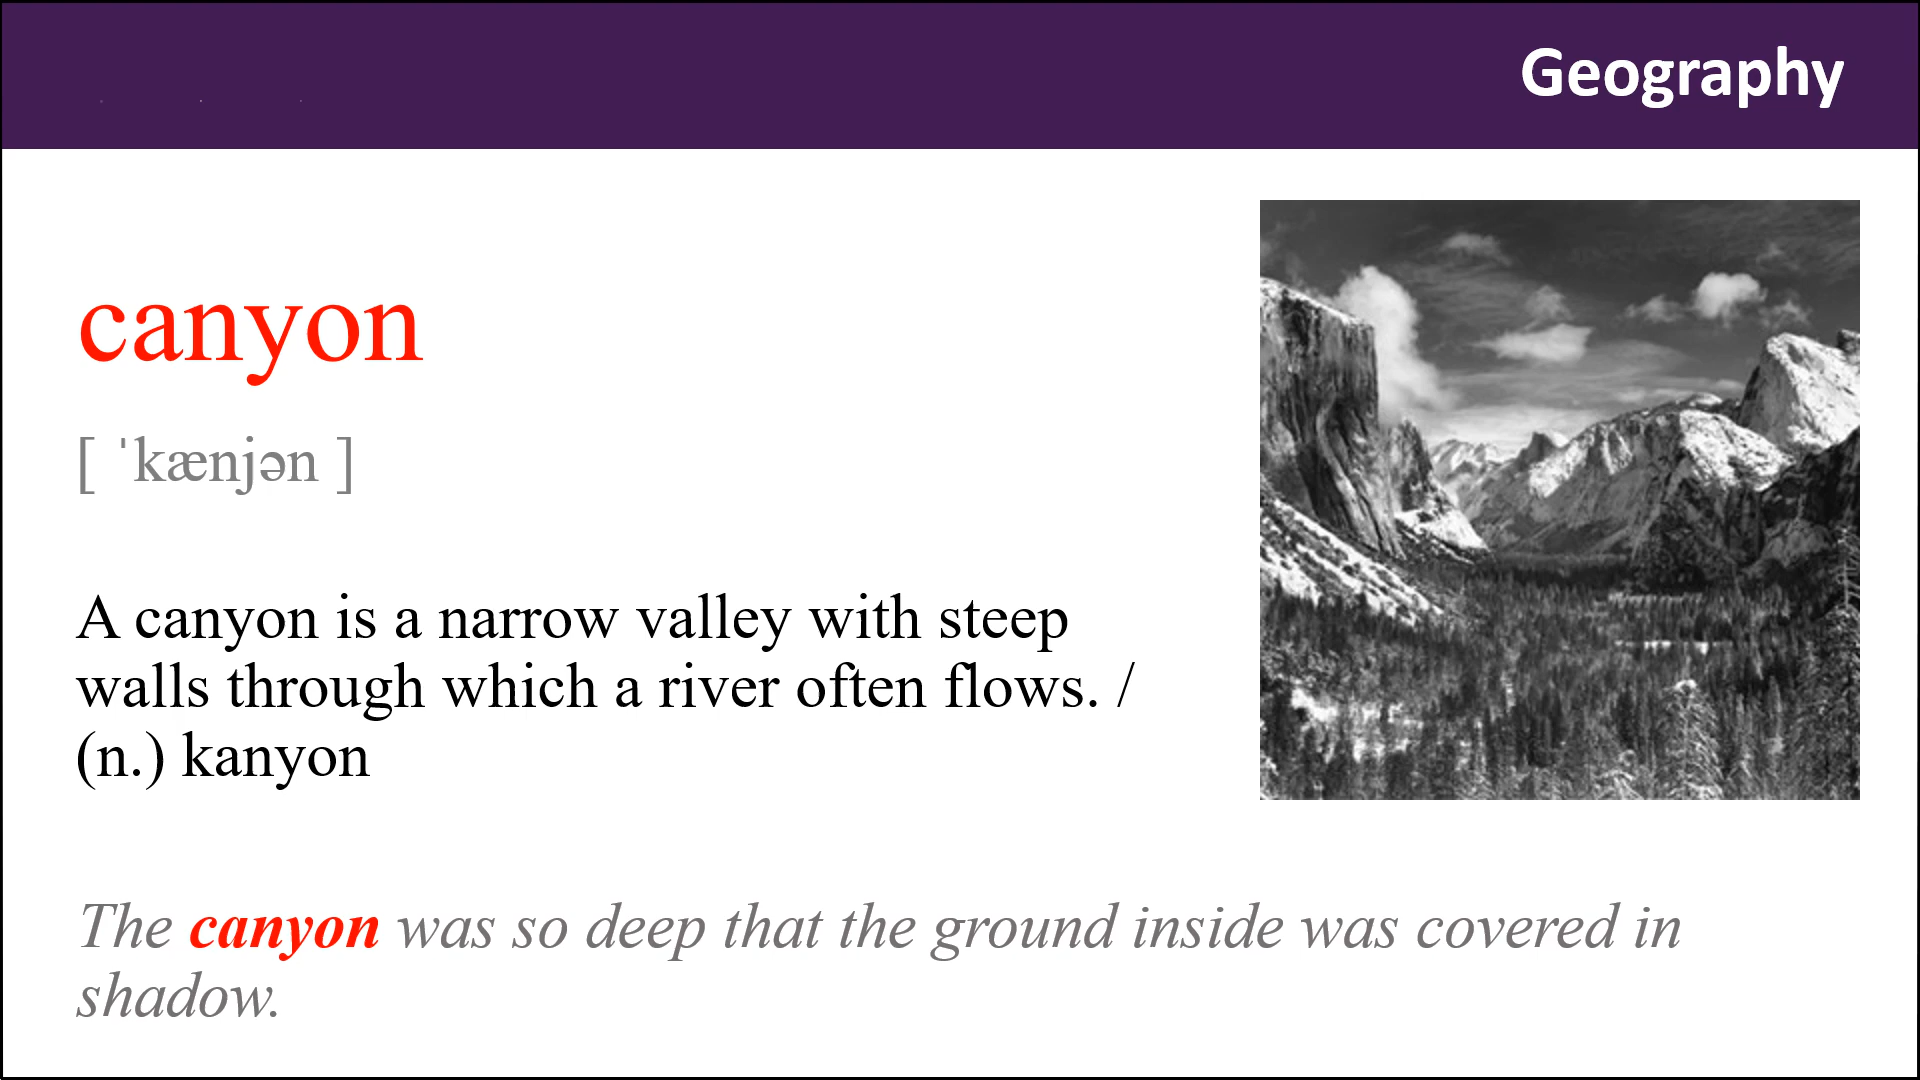 Geography
canyon
[ ˈkænjən ]
A canyon is a narrow valley with steep
walls through which a river often flows. /
(n.) kanyon
The canyon was so deep that the ground inside was covered in
shadow.